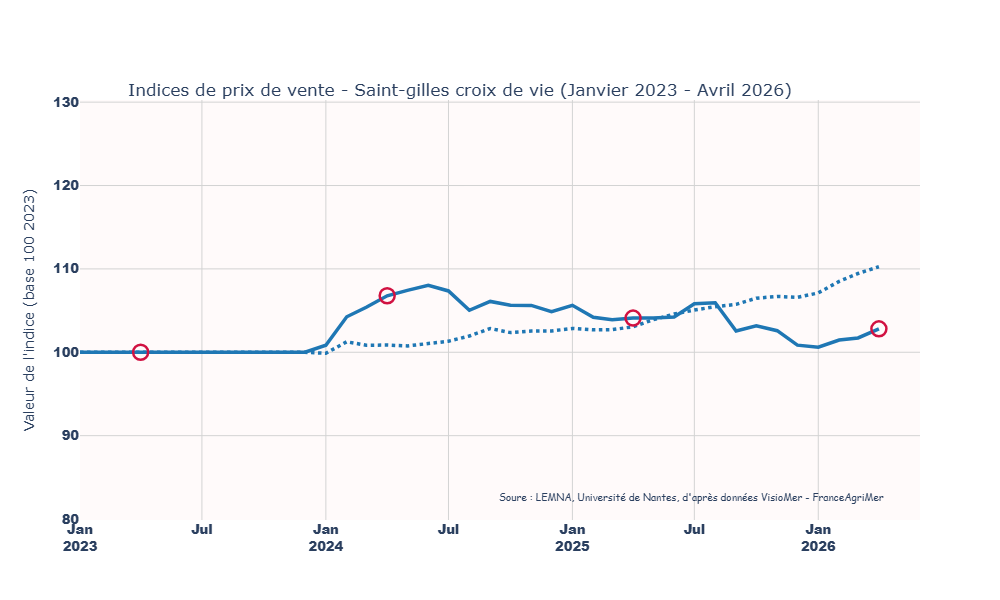 Indices de prix de vente - Saint-gilles croix de vie (Janvier 2023 - Avril 2026)
Valeur de l'indice (base 100 2023)
130
120
110
100
90
80
Soure : LEMNA, Université de Nantes, d'après données VisioMer - FranceAgriMer
Jan
2023
Jul
Jan
2024
Jul
Jan
2025
Jul
Jan
2026